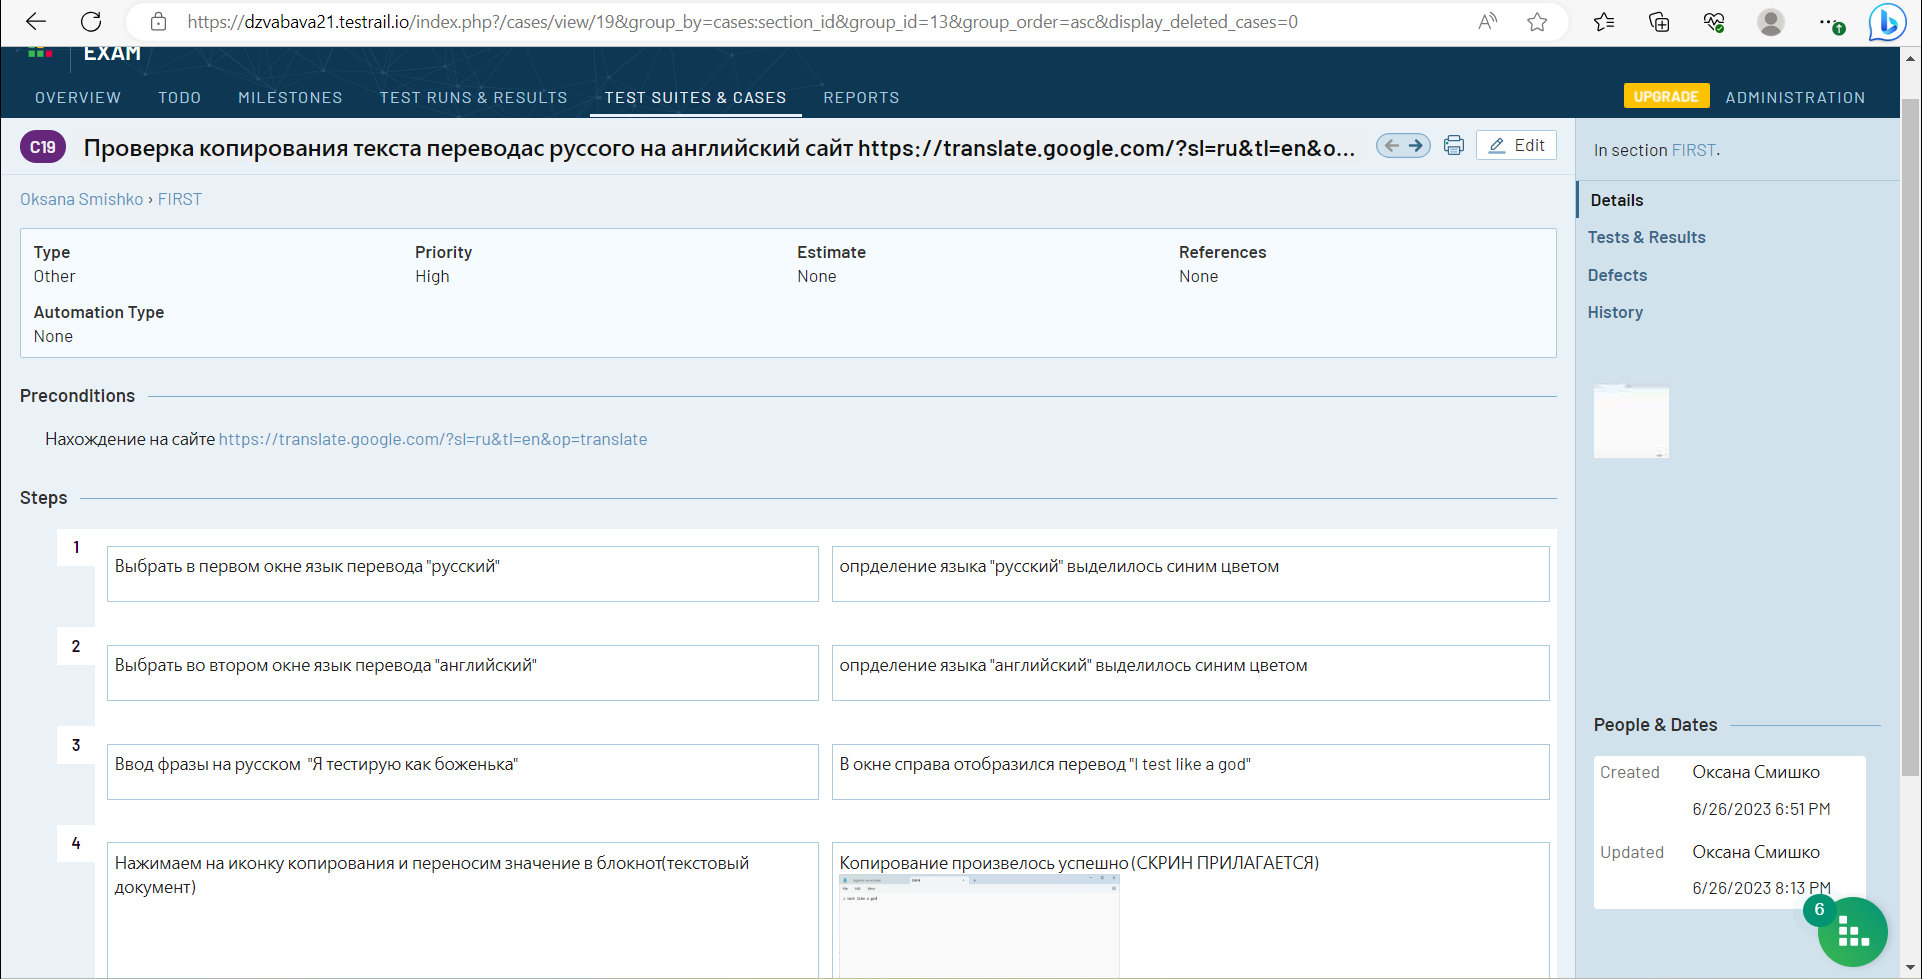 https://dzvabava21.testrail.io/index.php?/cases/view/19&group_by=cases:section_id&group_id=13&group_order=asc&display_deleted_cases=0
EXAM
OVERVIEW TODO MILESTONES TEST RUNS & RESULTS TEST SUITES & CASES REPORTS UPGRADE ADMINISTRATION
C19 Проверка копирования текста переводас руссого на английский сайт https://translate.google.com/?sl=ru&tl=en&o... Edit
In section FIRST.
Oksana Smishko › FIRST
Details
Tests & Results
Defects
History
Type Priority Estimate References
Other High None None
Automation Type
None
Preconditions
Нахождение на сайте https://translate.google.com/?sl=ru&tl=en&op=translate
Steps
1
Выбрать в первом окне язык перевода "русский"
опрделение языка "русский" выделилось синим цветом
2
Выбрать во втором окне язык перевода "английский"
опрделение языка "английский" выделилось синим цветом
3
Ввод фразы на русском "Я тестирую как боженька"
В окне справа отобразился перевод "I test like a god"
4
Нажимаем на иконку копирования и переносим значение в блокнот(текстовый
документ)
Копирование произвелось успешно (СКРИН ПРИЛАГАЕТСЯ)
File Edit View
I test like a god
People & Dates
Created Оксана Смишко
6/26/2023 6:51 PM
Updated Оксана Смишко
6/26/2023 8:13 PM
6